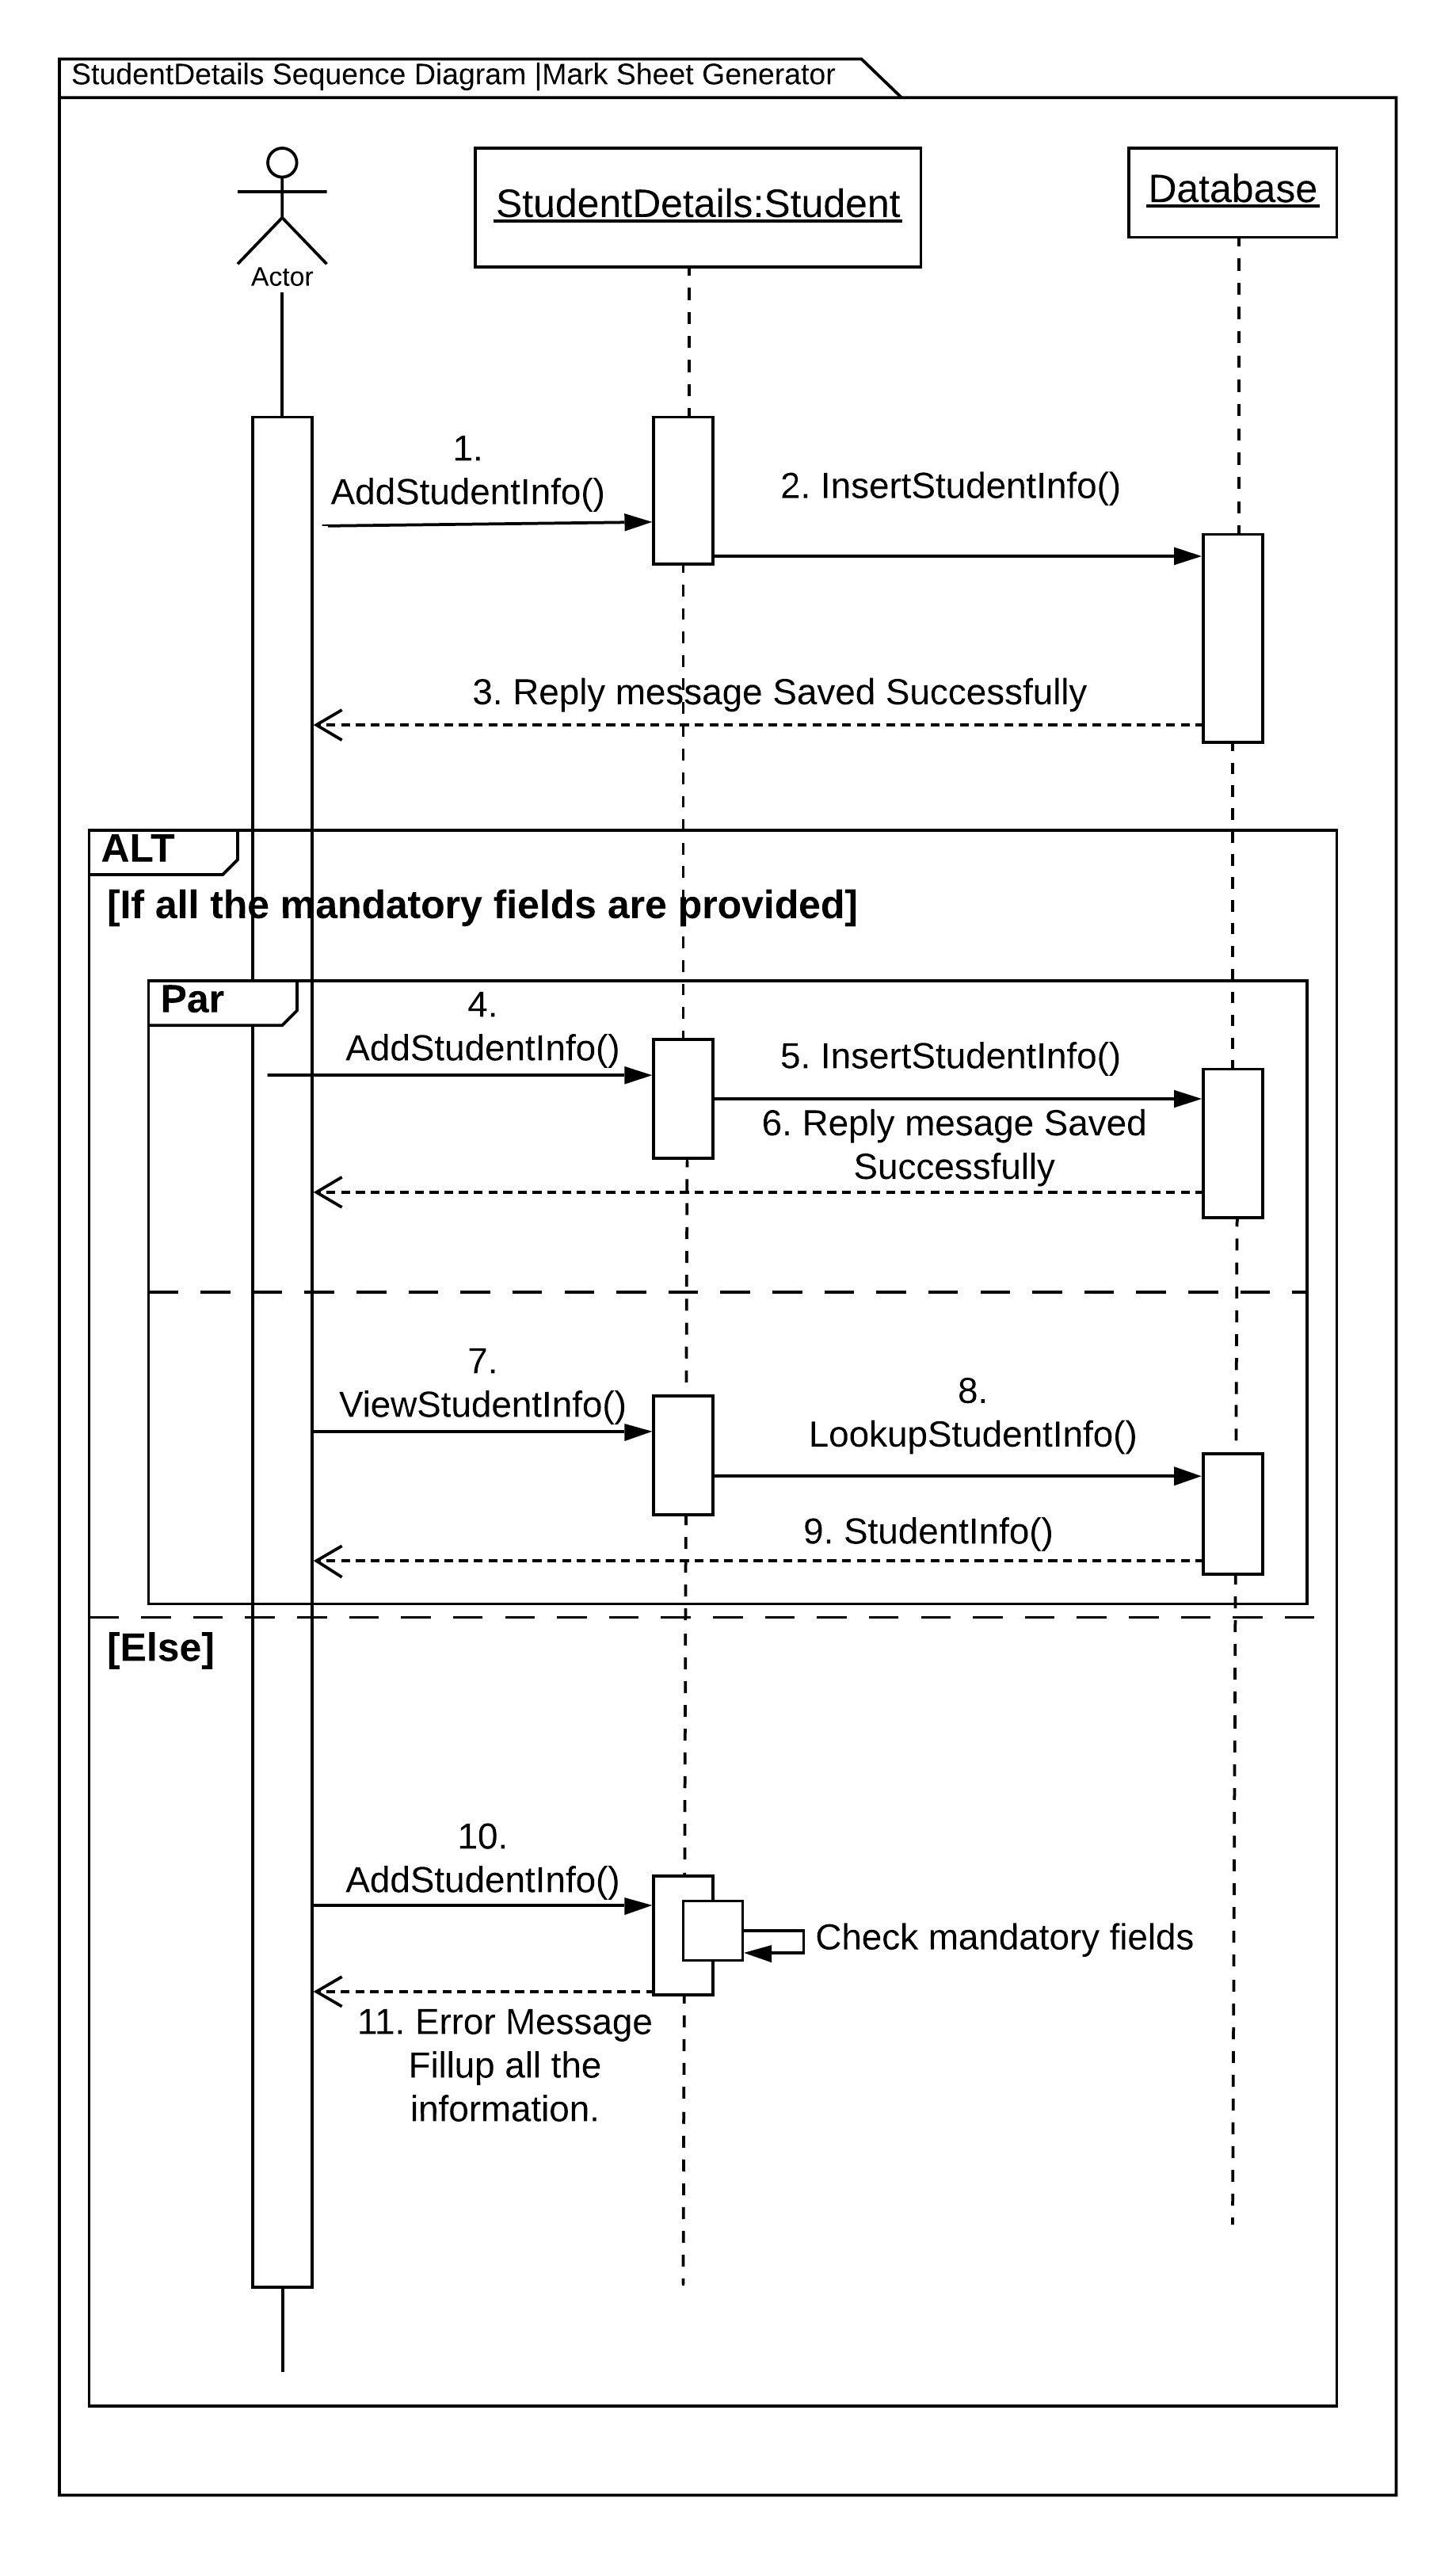 StudentDetails Sequence Diagram |Mark Sheet Generator
Actor
StudentDetails:Student
Database
1.
AddStudentInfo()
2. InsertStudentInfo()
3. Reply message Saved Successfully
ALT
[If all the mandatory fields are provided]
Par
4.
AddStudentInfo()
5. InsertStudentInfo()
6. Reply mesage Saved
Successfully
7.
ViewStudentInfo()
8.
LookupStudentInfo()
9. StudentInfo()
[Else]
10.
AddStudentInfo()
Check mandatory fields
11. Error Message
Fillup all the
information.